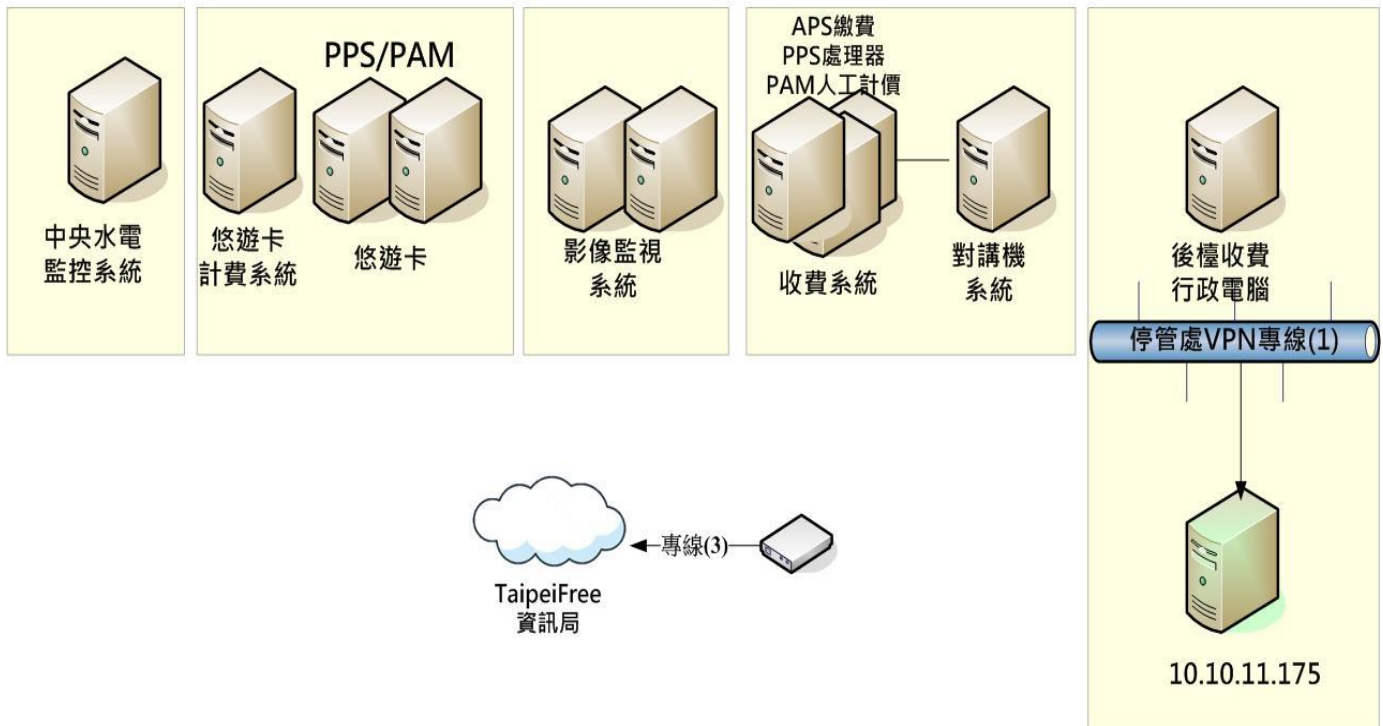 中央水電
監控系統
PPS/PAM
悠遊卡
計費系統
悠遊卡
影像監視
系統
APS繳費
PPS處理器
PAM人工計價
收費系統
對講機
系統
後檯收費
行政電腦
停管處VPN專線(1)
10.10.11.175
專線(3)
TaipeiFree
資訊局